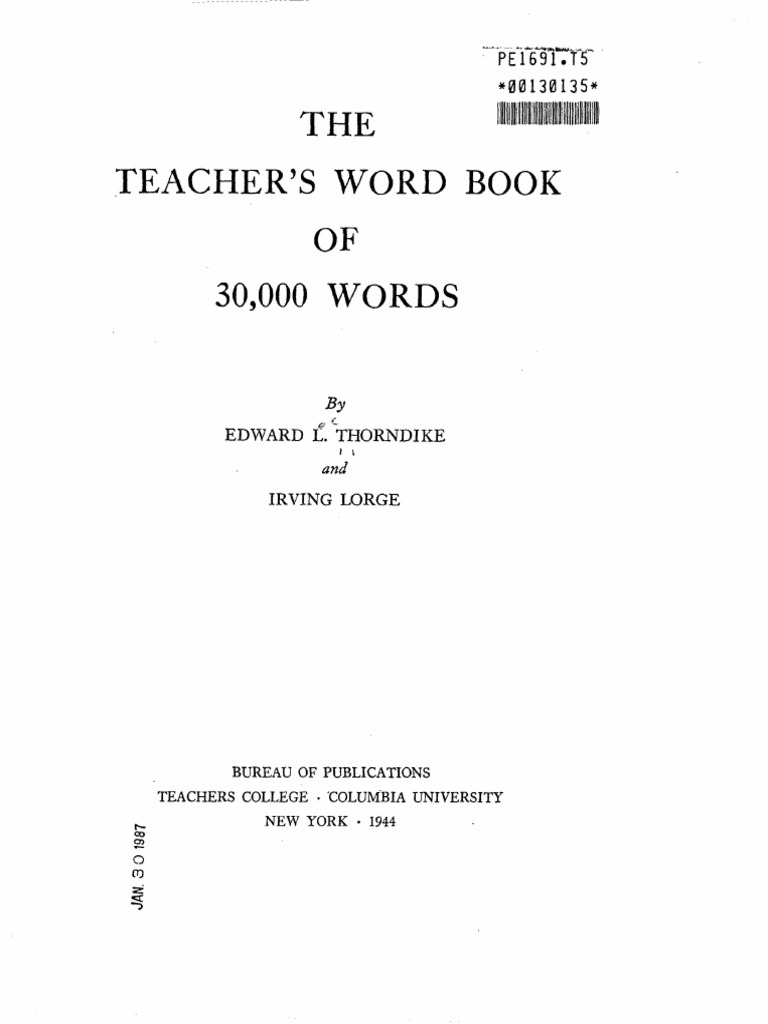 PE1691.T5
*00130135*
THE
TEACHER'S WORD BOOK
OF
30,000 WORDS
By
EDWARD L. THORNDIKE
and
IRVING LORGE
BUREAU OF PUBLICATIONS
TEACHERS COLLEGE · COLUMBIA UNIVERSITY
NEW YORK · 1944
JAN. 30 1987